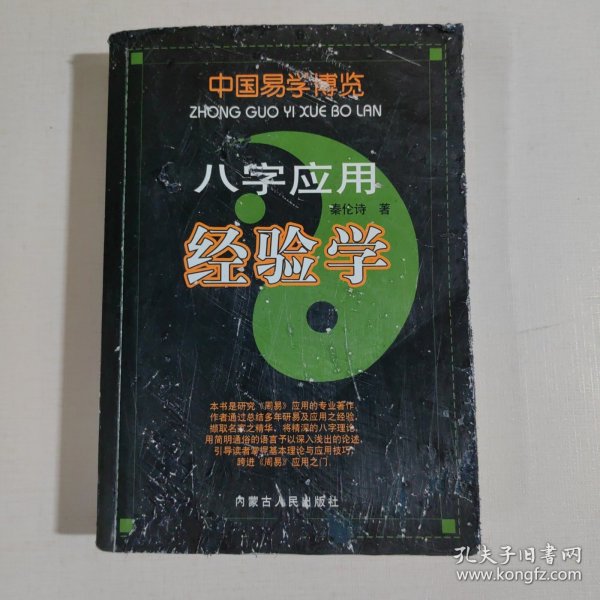 中国易学博览
ZHONG GUO YI XUE BO LAN
八字应用
秦伦诗 著
经验学
本书是研究《周易》应用的专业著作,
作者通过总结多年研易及应用之经验,
撷取名家之精华,将精深的八字理论,
用简明通俗的语言予以深入浅出的论述,
引导读者掌握基本理论与应用技巧,
跨进《周易》应用之门。
内蒙古人民出版社
孔夫子旧书网
www.kongfz.com